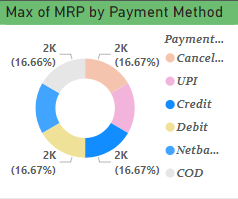 Max of MRP by Payment Method
Payment...
2K
(16.66%)
2K
(16.67%)
Cancel...
UPI
Credit
Debit
Netba...
COD
2K
(16.67%)
2K
(16.67%)